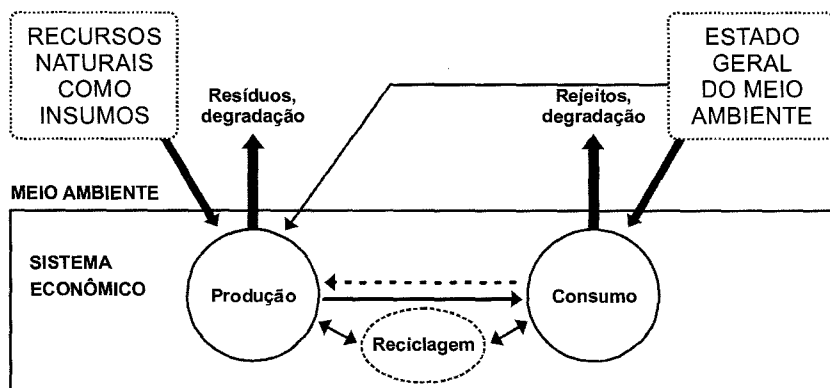 RECURSOS
NATURAIS
COMO
INSUMOS
Resíduos,
degradação
Rejeitos,
degradação
ESTADO
GERAL
DO MEIO
AMBIENTE
MEIO AMBIENTE
SISTEMA
ECONÔMICO
Produção
Consumo
Reciclagem